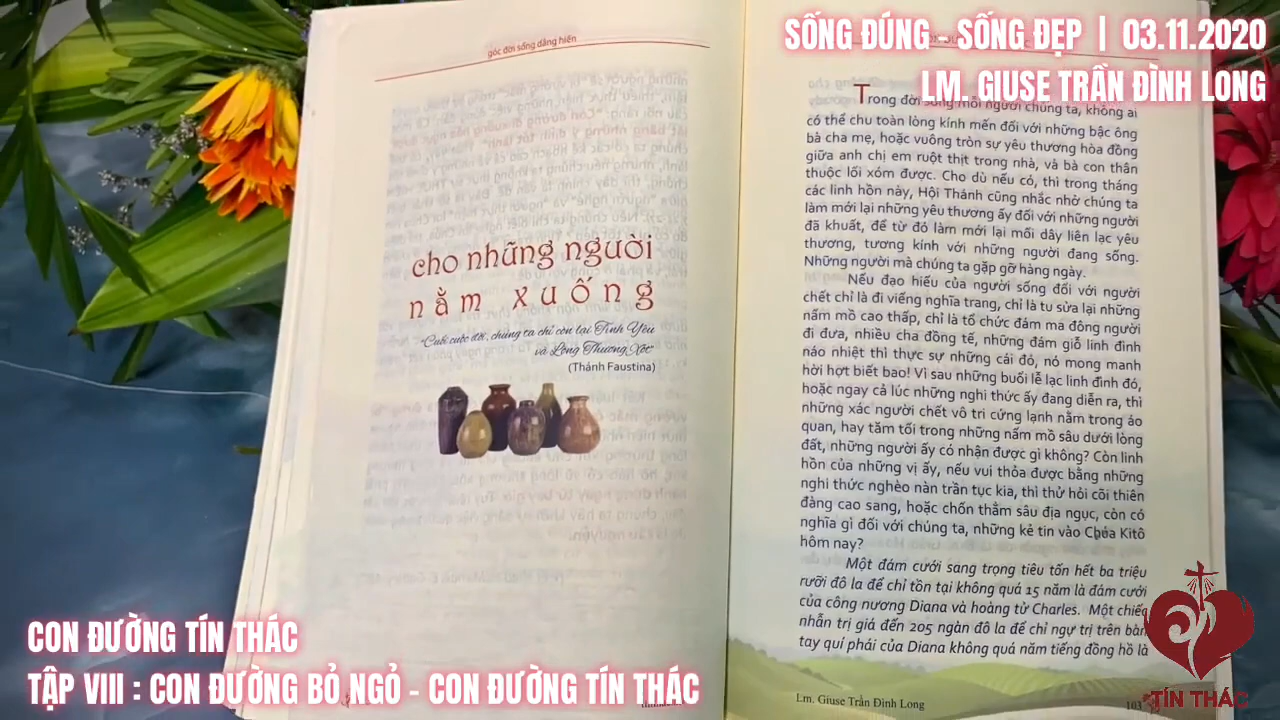 SỐNG ĐÚNG - SỐNG ĐẸP | 03.11.2020
LM. GIUSE TRẦN ĐÌNH LONG
góc đời sống dâng hiến
cho những người
nằm xuống
"Cuối cuộc đời, chúng ta chỉ còn lại Tình Yêu
và Lòng Thương Xót"
(Thánh Faustina)
Trong đời sống mỗi người chúng ta, không ai
có thể chu toàn lòng kính mến đối với những bậc ông
bà cha mẹ, hoặc vuông tròn sự yêu thương hòa đồng
giữa anh chị em ruột thịt trong nhà, và bà con thân
thuộc lối xóm được. Cho dù nếu có, thì trong tháng
các linh hồn này, Hội Thánh cũng nhắc nhở chúng ta
làm mới lại những yêu thương ấy đối với những người
đã khuất, để từ đó làm mới lại mối dây liên lạc yêu
thương, tương kính với những người đang sống.
Những người mà chúng ta gặp gỡ hàng ngày.
Nếu đạo hiếu của người sống đối với người
chết chỉ là đi viếng nghĩa trang, chỉ là tu sửa lại những
nấm mồ cao thấp, chỉ là tổ chức đám ma đông người
đi đưa, nhiều cha đồng tế, những đám giỗ linh đình
náo nhiệt thì thực sự những cái đó, nó mong manh
hời hợt biết bao! Vì sau những buổi lễ lạc linh đình đó,
hoặc ngay cả lúc những nghi thức ấy đang diễn ra, thì
những xác người chết vô tri cứng lạnh nằm trong áo
quan, hay tăm tối trong những nấm mồ sâu dưới lòng
đất, những người ấy có nhận được gì không? Còn linh
hồn của những vị ấy, nếu vui thỏa được bằng những
nghi thức nghèo nàn trần tục kia, thì thử hỏi cõi thiên
đàng cao sang, hoặc chốn thẳm sâu địa ngục, còn có
nghĩa gì đối với chúng ta, những kẻ tin vào Chúa Kitô
hôm nay?
Một đám cưới sang trọng tiêu tốn hết ba triệu
rưỡi đô la để chỉ tồn tại không quá 15 năm là đám cưới
của công nương Diana và hoàng tử Charles. Một chiếc
nhẫn trị giá đến 205 ngàn đô la để chỉ ngự trị trên bàn
tay quí phái của Diana không quá năm tiếng đồng hồ là
Lm. Giuse Trần Đình Long
103
CON ĐƯỜNG TÍN THÁC
TẬP VIII : CON ĐƯỜNG BỎ NGỎ - CON ĐƯỜNG TÍN THÁC
TÍN THÁC